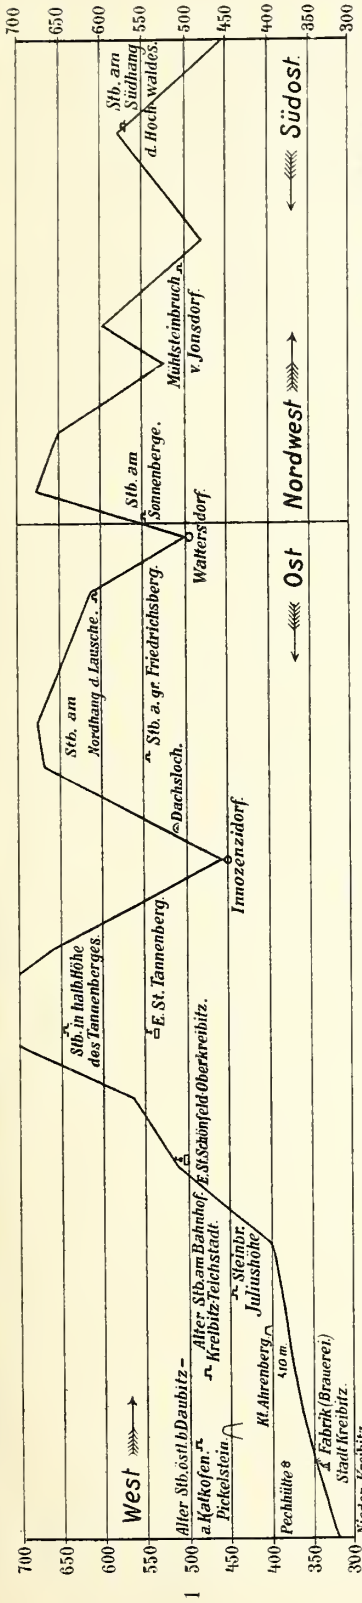 700
650
600
550
500
450
400
350
300
West
Alter Stb. östl. b Daubitz –
a. Kalkofen.
Pickelstein.
Pechhütte
Alter Stb. am Bahnhof.
Kreibitz-Teichstadt.
Kl. Ahrenberg
410 m.
Fabrik (Brauerei.)
Stadt Kreibitz.
Nieder-Kreibitz
Steinbr.
Juliushöhe
E. St. Schönfeld-Oberkreibitz.
Stb. in halb. Höhe
des Tannenberges.
E. St. Tannenberg.
Innozenzidorf.
Dachsloch.
Stb. a. gr. Friedrichsberg.
Stb. am
Nordhang d. Lausche.
Waltersdorf.
Ost
Stb. am
Sonnenberge.
Nordwest
Mühlsteinbruch
v. Jonsdorf.
Stb. am
Südhang
d. Hochwaldes.
Südost.
700
650
600
550
500
450
400
350
300
1